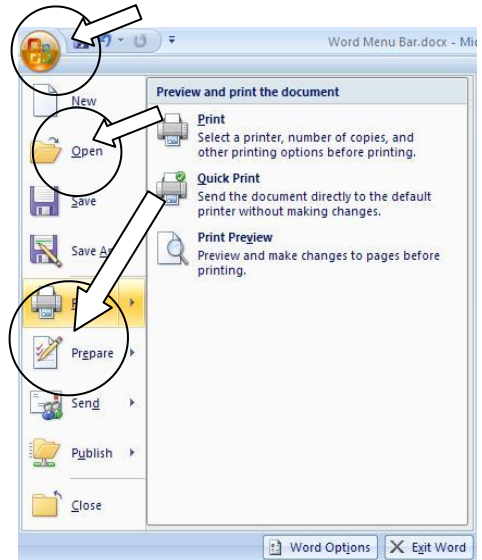 Word Menu Bar.docx - Mic
New
Open
Save
Save As
Prepare
Send
Publish
Close
Preview and print the document
Print
Select a printer, number of copies, and
other printing options before printing.
Quick Print
Send the document directly to the default
printer without making changes.
Print Preview
Preview and make changes to pages before
printing.
Word Options
Exit Word